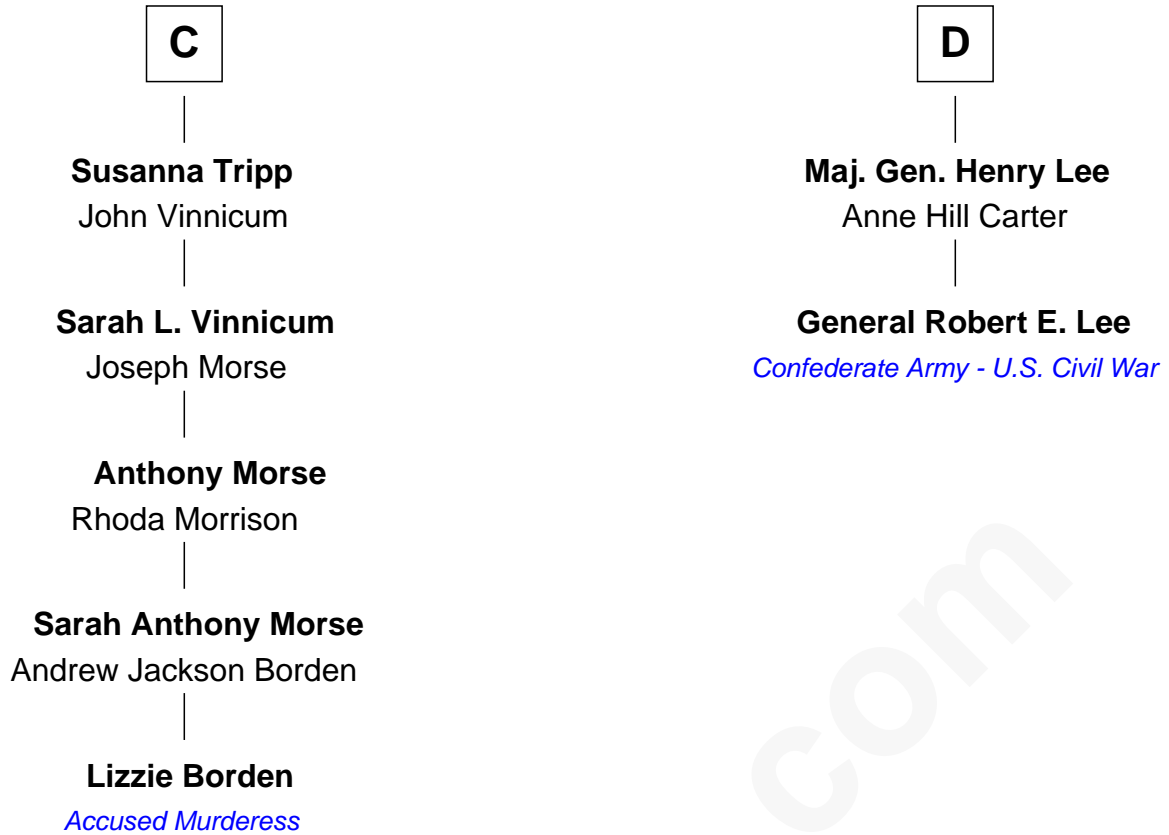 C
Susanna Tripp
John Vinnicum
Sarah L. Vinnicum
Joseph Morse
Anthony Morse
Rhoda Morrison
Sarah Anthony Morse
Andrew Jackson Borden
Lizzie Borden
Accused Murderess
D
Maj. Gen. Henry Lee
Anne Hill Carter
General Robert E. Lee
Confederate Army - U.S. Civil War
com